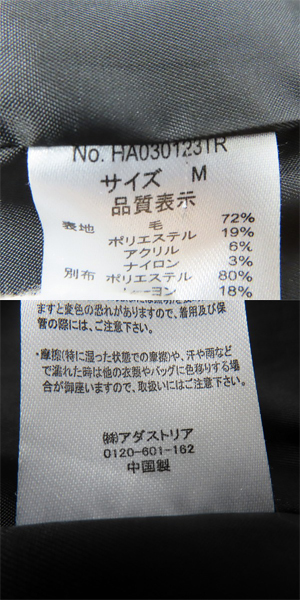 No. HA030123TR
サイズ M
品質表示
表地 毛 72%
ポリエステル 19%
アクリル 6%
ナイロン 3%
別布 ポリエステル 80%
レーヨン 18%
ますと変色の恐れがありますので、着用及び保
管の際には、ご注意下さい。
・摩擦(特に湿った状態での摩擦)や、汗や雨など
で濡れた時は他の衣服やバッグに色移りする場
合が御座いますので、取扱いにはご注意下さい。
㈱アダストリア
0120-601-162
中国製